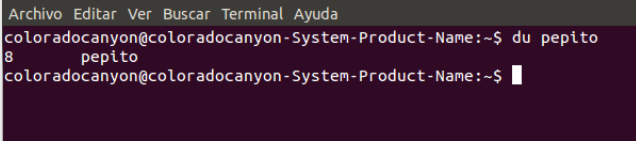 Archivo Editar Ver Buscar Terminal Ayuda
coloradocanyon@coloradocanyon-System-Product-Name:~$ du pepito
8 pepito
coloradocanyon@coloradocanyon-System-Product-Name:~$